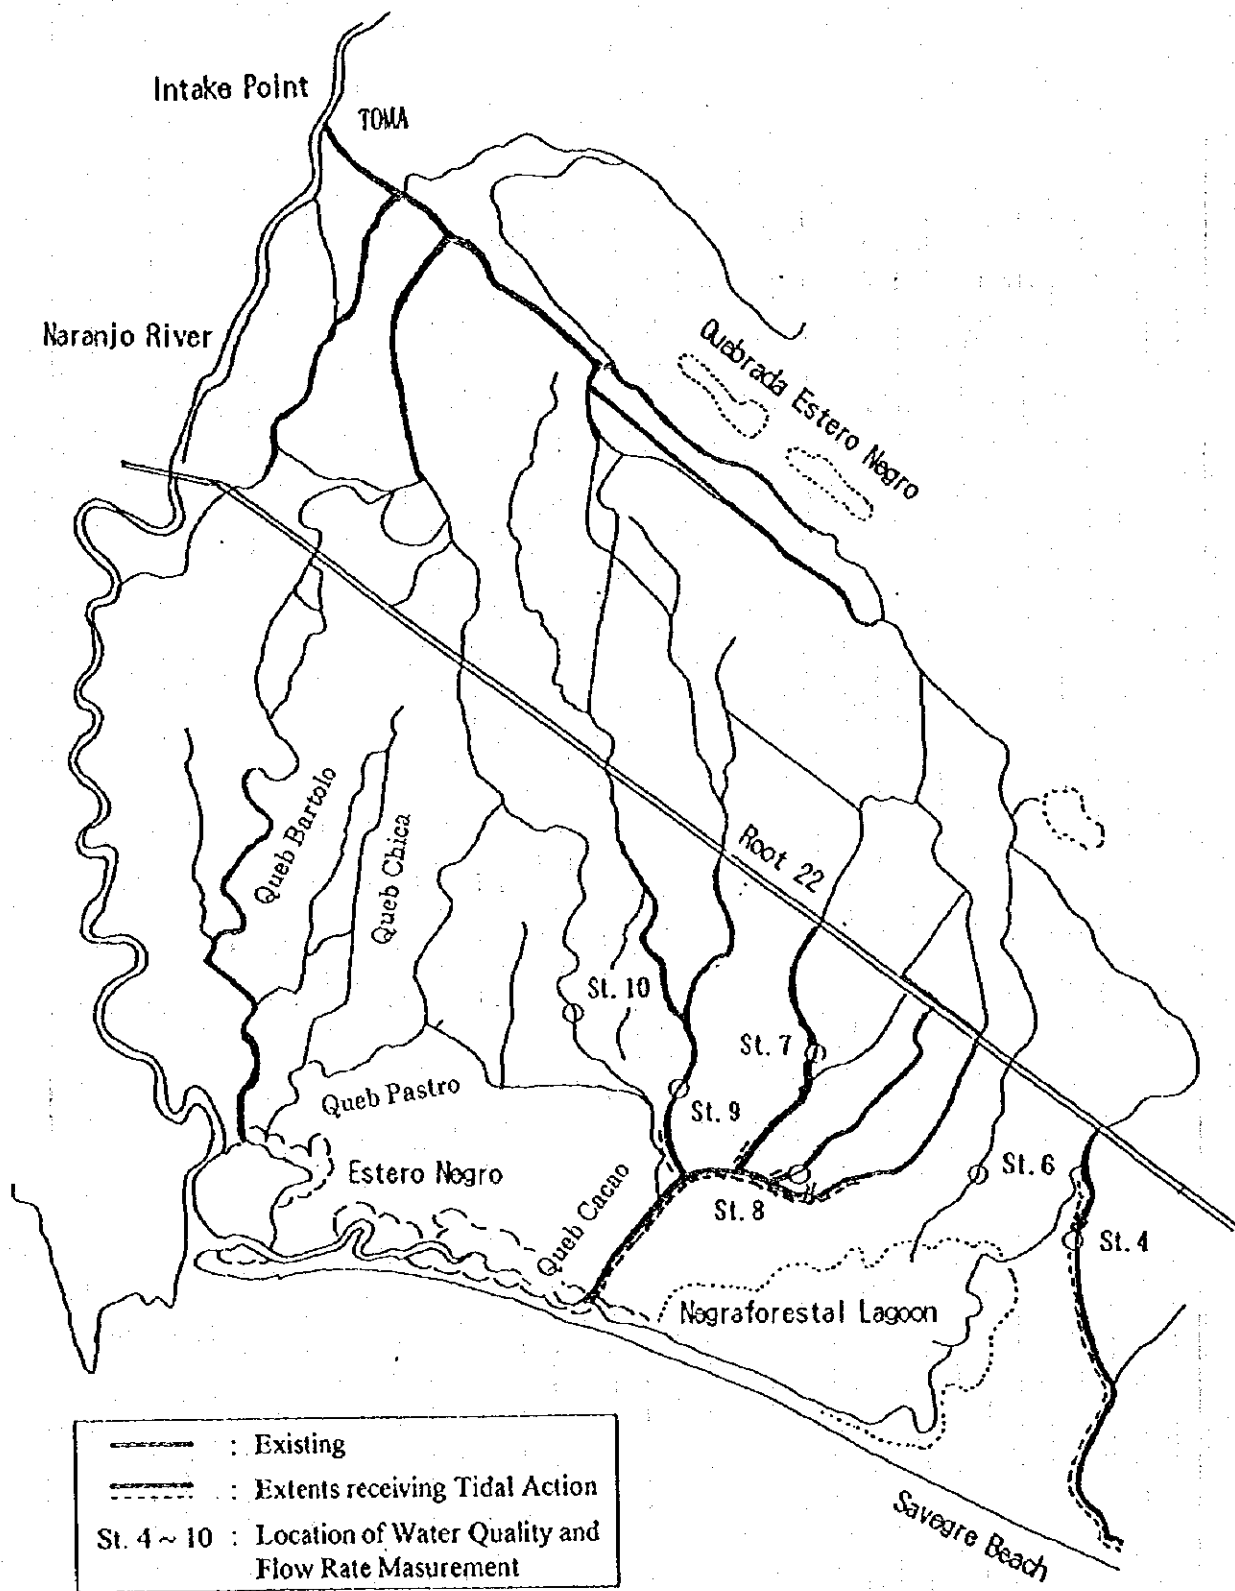 Intake Point
TOMA
Naranjo River
Quebrada Estero Negro
Queb Bartolo
Queb Chica
Root 22
St. 10
St. 7
Queb Pastro
St. 9
Estero Negro
Queb Cacao
St. 8
St. 6
St. 4
Negraforestal Lagoon
Savegre Beach
: Existing
: Extents receiving Tidal Action
St. 4 ~ 10 : Location of Water Quality and
Flow Rate Masurement